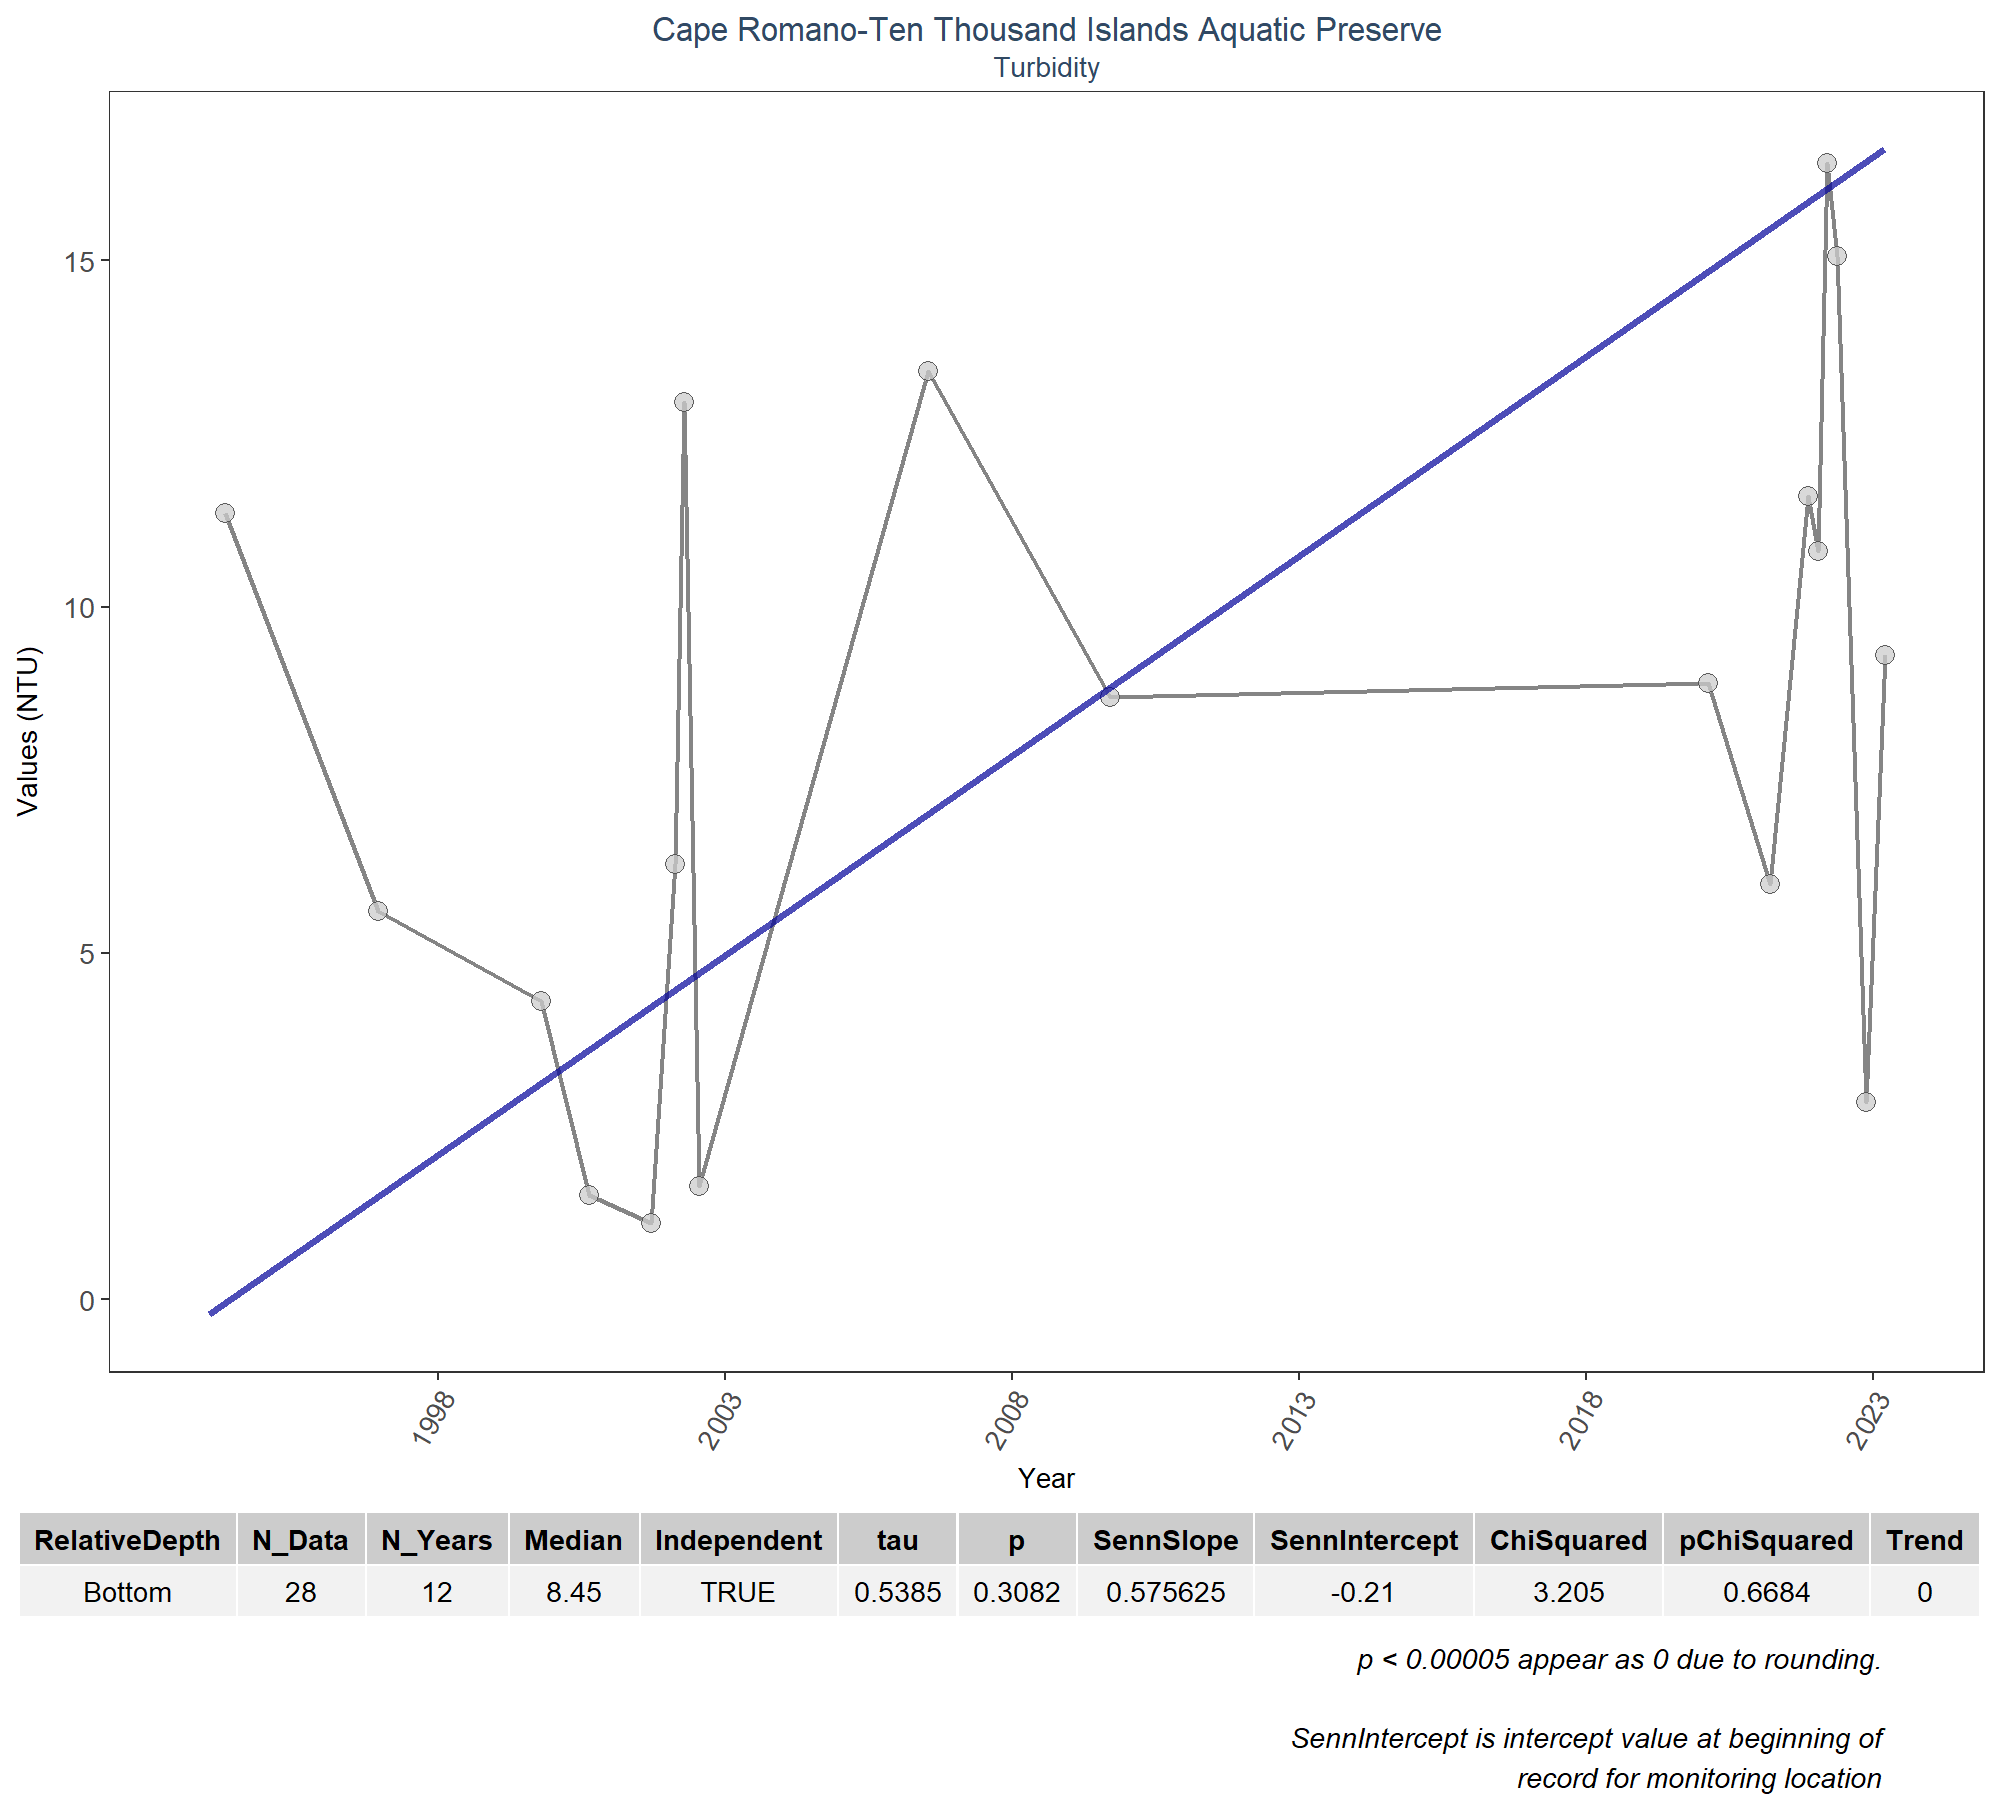 Cape Romano-Ten Thousand Islands Aquatic Preserve
Turbidity
Values (NTU)
15
10
5
0
1998
2003
2008
2013
2018
2023
Year
RelativeDepth N_Data N_Years Median Independent tau p SennSlope SennIntercept ChiSquared pChiSquared Trend
Bottom 28 12 8.45 TRUE 0.5385 0.3082 0.575625 -0.21 3.205 0.6684 0
p < 0.00005 appear as 0 due to rounding.
SennIntercept is intercept value at beginning of
record for monitoring location